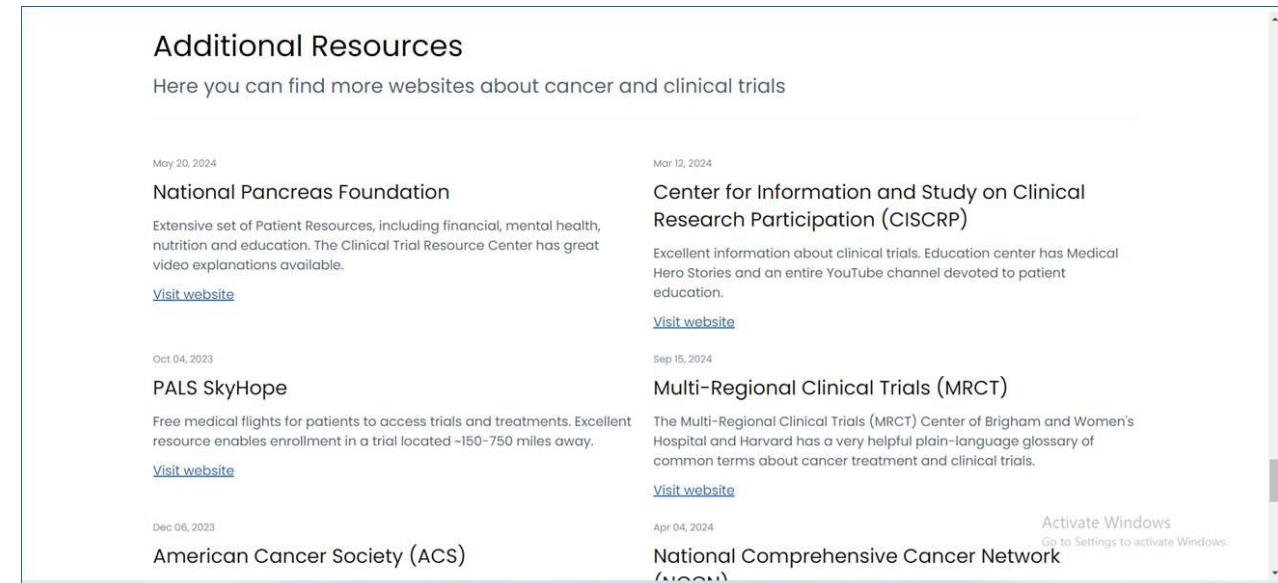 Additional Resources
Here you can find more websites about cancer and clinical trials
May 20, 2024
National Pancreas Foundation
Extensive set of Patient Resources, including financial, mental health,
nutrition and education. The Clinical Trial Resource Center has great
video explanations available.
Visit website
Mar 12, 2024
Center for Information and Study on Clinical
Research Participation (CISCRP)
Excellent information about clinical trials. Education center has Medical
Hero Stories and an entire YouTube channel devoted to patient
education.
Visit website
Oct 04, 2023
PALS SkyHope
Free medical flights for patients to access trials and treatments. Excellent
resource enables enrollment in a trial located ~150-750 miles away.
Visit website
Sep 15, 2024
Multi-Regional Clinical Trials (MRCT)
The Multi-Regional Clinical Trials (MRCT) Center of Brigham and Women's
Hospital and Harvard has a very helpful plain-language glossary of
common terms about cancer treatment and clinical trials.
Visit website
Dec 06, 2023
American Cancer Society (ACS)
Apr 04, 2024
National Comprehensive Cancer Network
Activate Windows
Go to Settings to activate Windows.